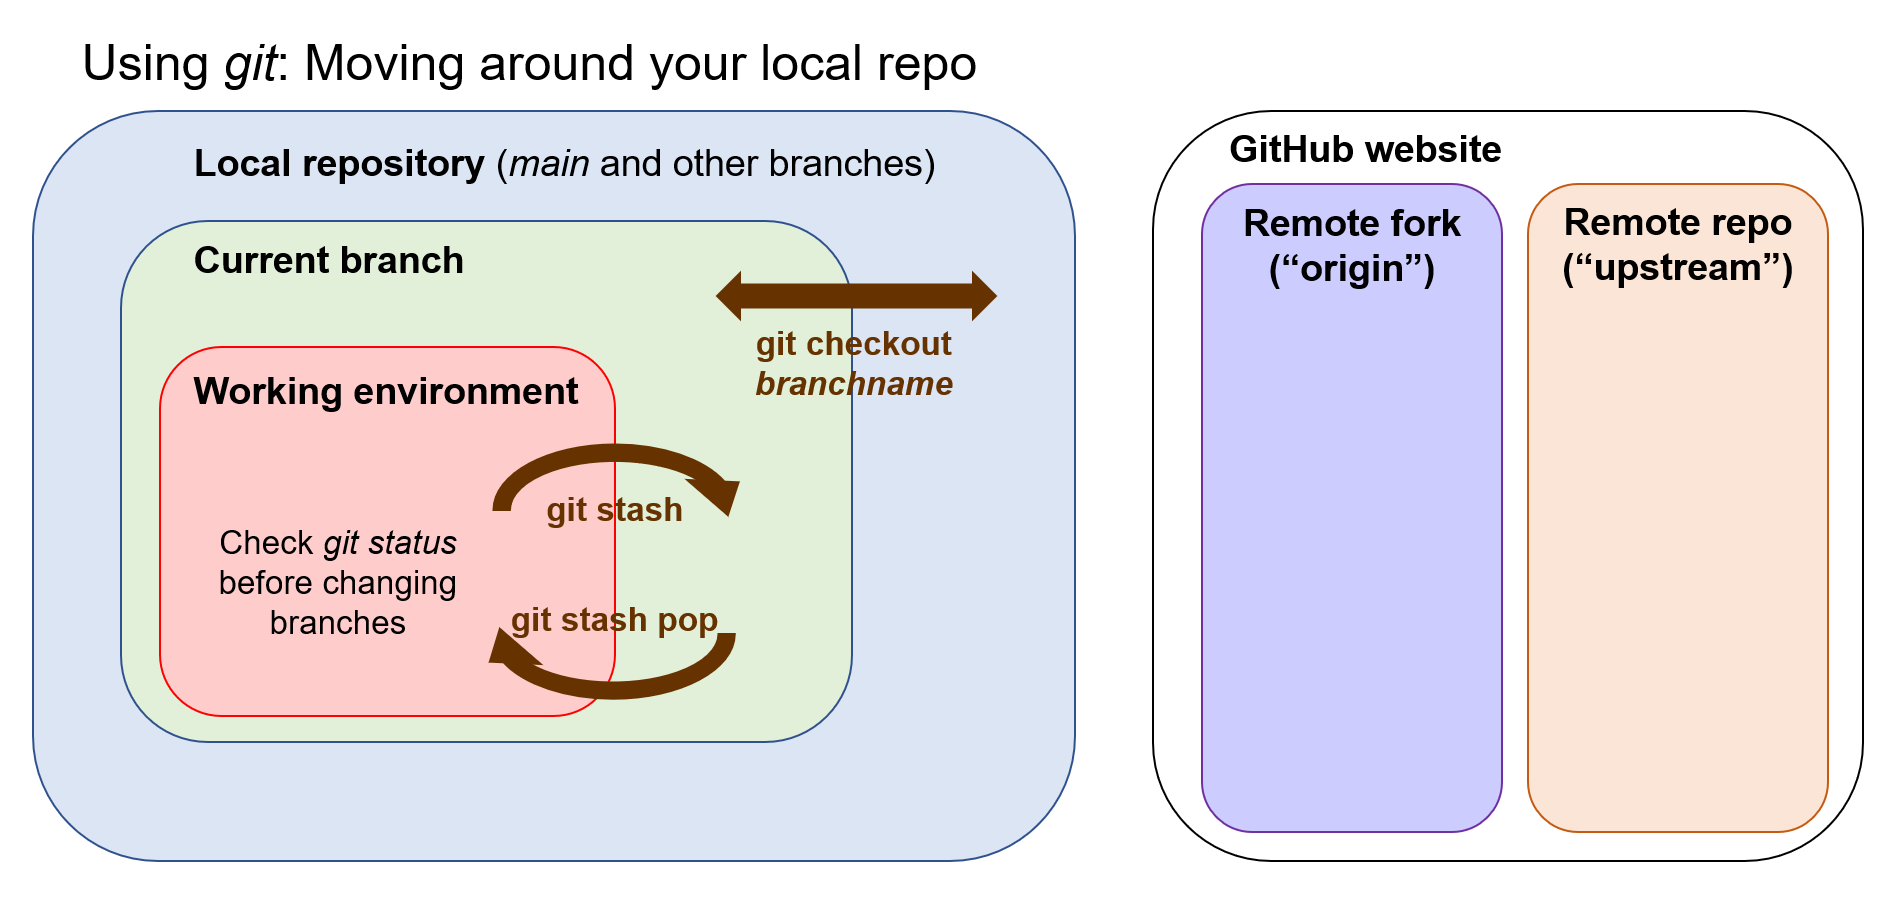 Using git: Moving around your local repo
Local repository (main and other branches)
Current branch
git checkout
branchname
Working environment
git stash
Check git status
before changing
branches
git stash pop
GitHub website
Remote fork
(“origin”)
Remote repo
(“upstream”)